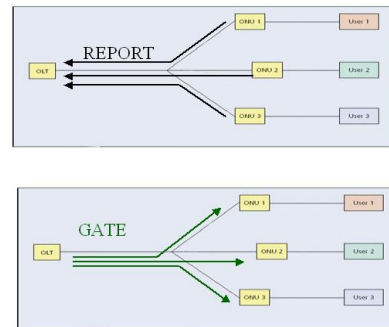 ONU 1 User 1
REPORT
OLT ONU 2 User 2
ONU 3 User 3
ONU 1 User 1
GATE
OLT ONU 2 User 2
ONU 3 User 3